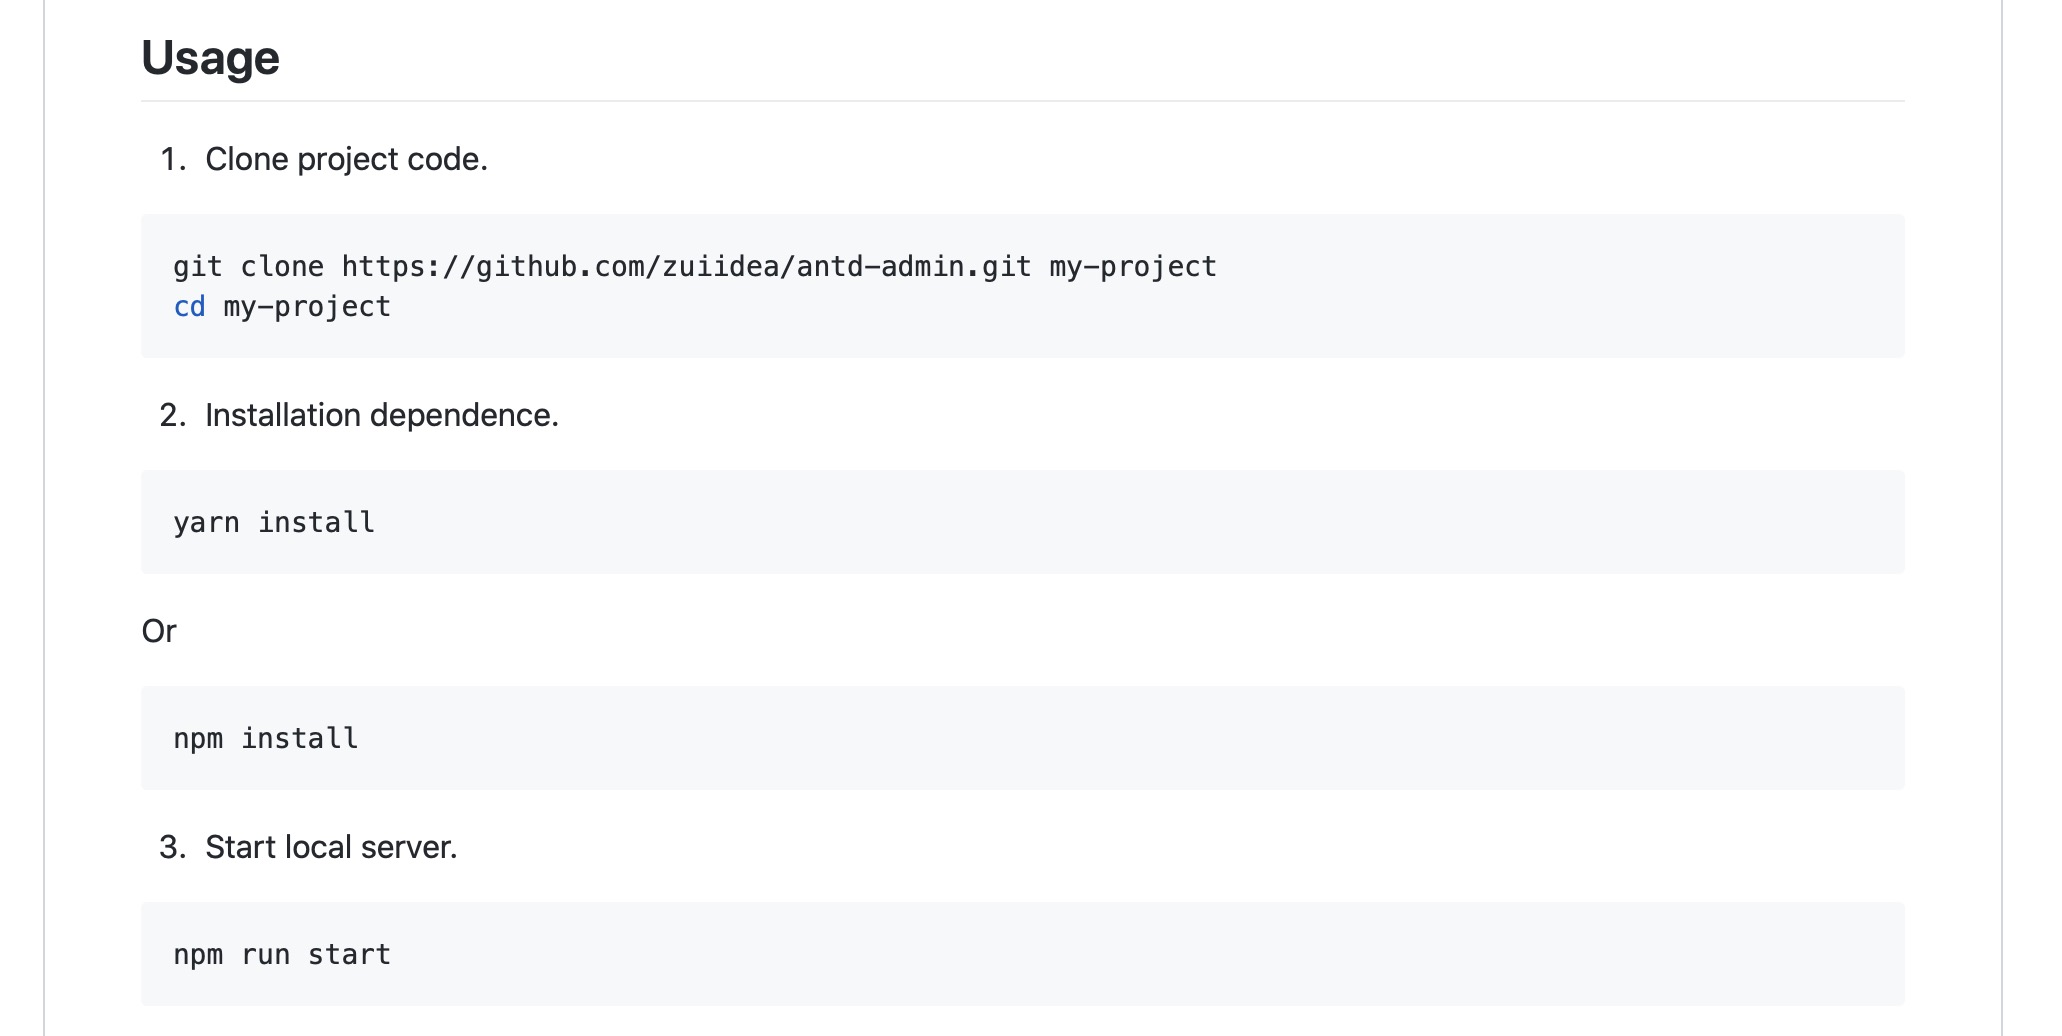 Usage
1. Clone project code.
git clone https://github.com/zuiidea/antd-admin.git my-project
cd my-project
2. Installation dependence.
yarn install
Or
npm install
3. Start local server.
npm run start